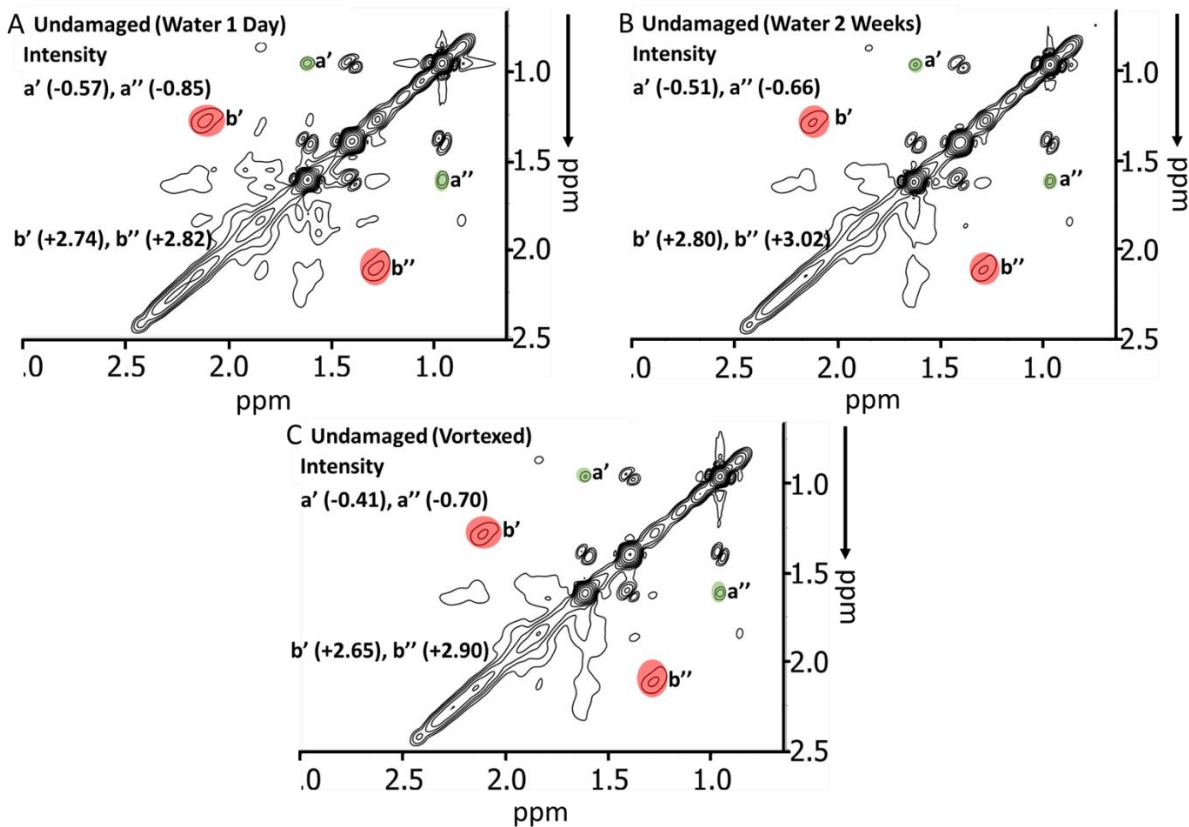 A Undamaged (Water 1 Day)
Intensity
a' (-0.57), a'' (-0.85)
a'
b'
a''
b' (+2.74), b'' (+2.82)
b''
1.0
1.5
2.0
2.5
ppm
.0 2.5 2.0 1.5 1.0
ppm
B Undamaged (Water 2 Weeks)
Intensity
a' (-0.51), a'' (-0.66)
a'
b'
a''
b' (+2.80), b'' (+3.02)
b''
1.0
1.5
2.0
2.5
ppm
.0 2.5 2.0 1.5 1.0
ppm
C Undamaged (Vortexed)
Intensity
a' (-0.41), a'' (-0.70)
a'
b'
a''
b' (+2.65), b'' (+2.90)
b''
1.0
1.5
2.0
2.5
ppm
.0 2.5 2.0 1.5 1.0
ppm